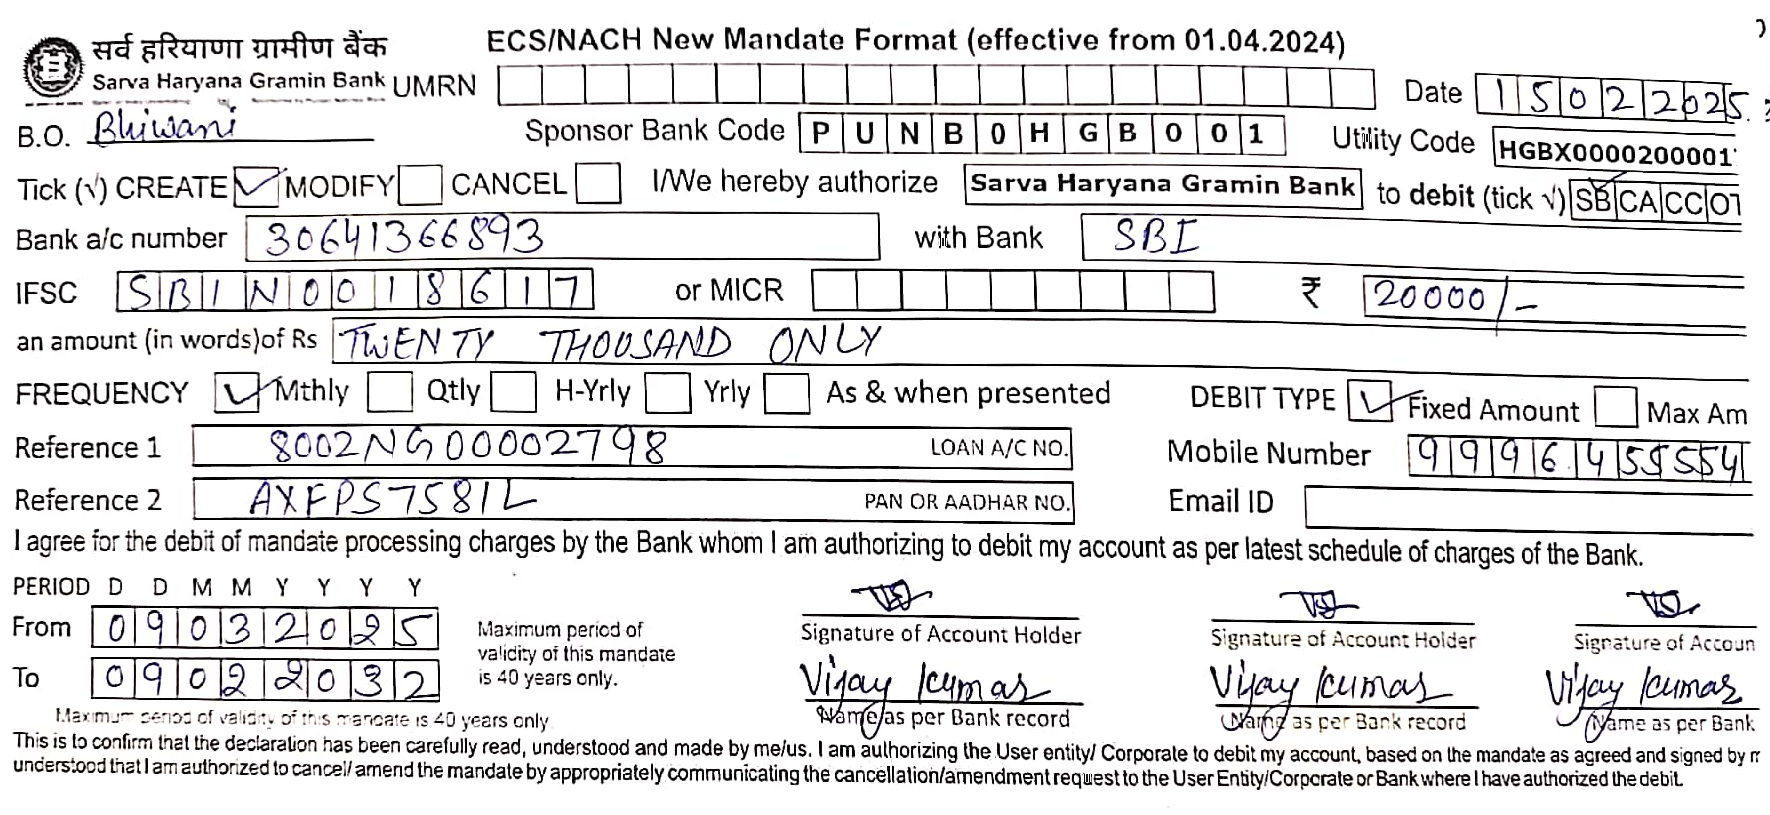 सर्व हरियाणा ग्रामीण बैंक
Sarva Haryana Gramin Bank
ECS/NACH New Mandate Format (effective from 01.04.2024)
UMRN
Date 15022025
B.O. Bhiwani
Sponsor Bank Code PUNB0HGB001
Utility Code HGBX0000200001
Tick (√) CREATE ✓ MODIFY CANCEL I/We hereby authorize Sarva Haryana Gramin Bank to debit (tick √) SB ✓ CA CC OT
Bank a/c number 30641366893 with Bank SBI
IFSC SBIN0018617 or MICR ₹ 20000/-
an amount (in words)of Rs TWENTY THOUSAND ONLY
FREQUENCY ✓ Mthly Qtly H-Yrly Yrly As & when presented DEBIT TYPE ✓ Fixed Amount Max Am
Reference 1 8002NG00002798 LOAN A/C NO. Mobile Number 9996455554
Reference 2 AXFPS7581L PAN OR AADHAR NO. Email ID
I agree for the debit of mandate processing charges by the Bank whom I am authorizing to debit my account as per latest schedule of charges of the Bank.
PERIOD D D M M Y Y Y Y
From 09032025
To 09022032
Maximum period of
validity of this mandate
is 40 years only.
Maximum period of validity of this mandate is 40 years only.
Signature of Account Holder Signature of Account Holder Signature of Accoun
Vijay Kumar Vijay Kumar Vijay Kumar
Name as per Bank record Name as per Bank record Name as per Bank
This is to confirm that the declaration has been carefully read, understood and made by me/us. I am authorizing the User entity/ Corporate to debit my account, based on the mandate as agreed and signed by
understood that I am authorized to cancel/ amend the mandate by appropriately communicating the cancellation/amendment request to the User Entity/Corporate or Bank where I have authorized the debit.